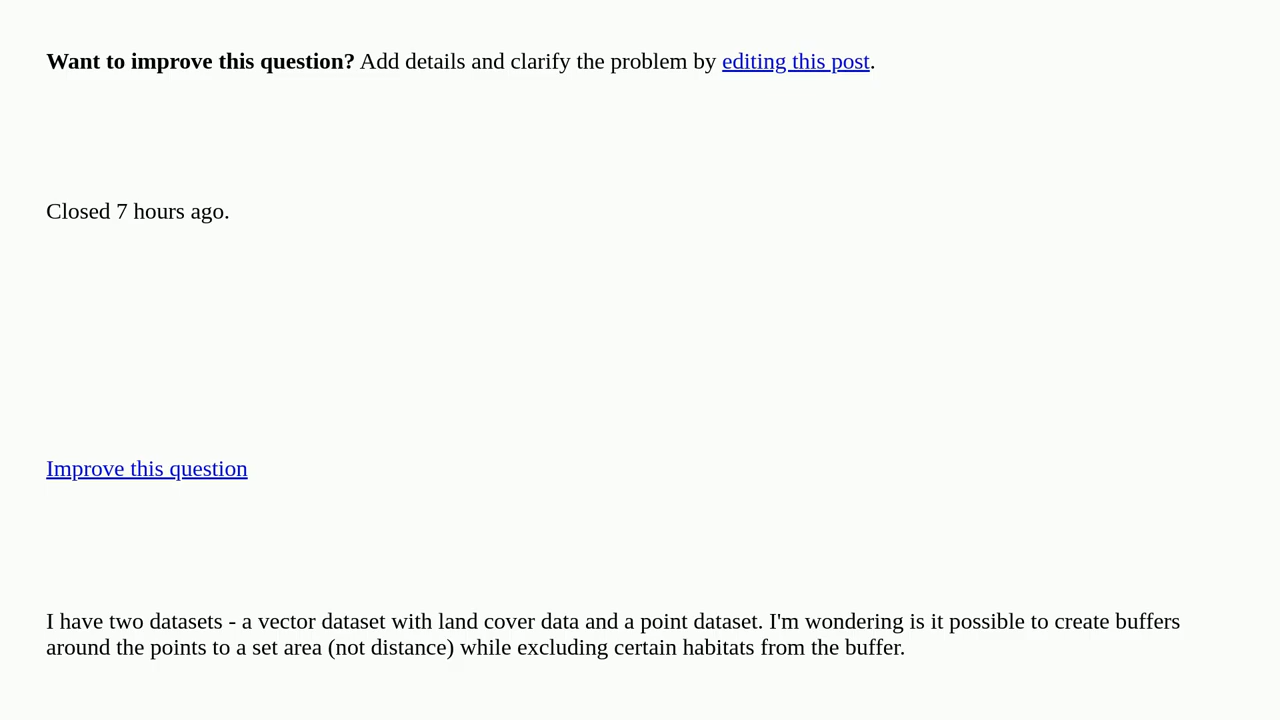 Want to improve this question? Add details and clarify the problem by editing this post.
Closed 7 hours ago.
Improve this question
I have two datasets - a vector dataset with land cover data and a point dataset. I'm wondering is it possible to create buffers
around the points to a set area (not distance) while excluding certain habitats from the buffer.